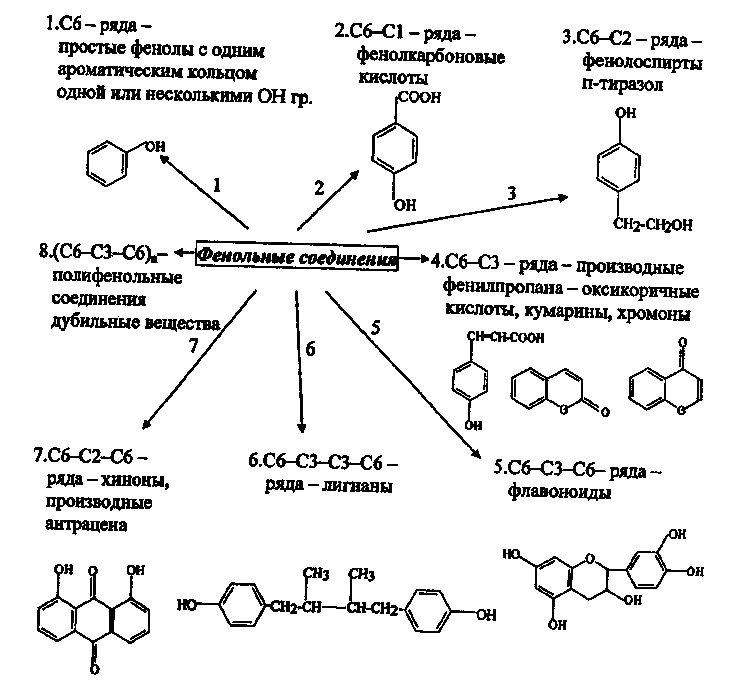 1.С6 – ряда –
простые фенолы с одним
ароматическим кольцом
одной или несколькими ОН гр.
OH
1
2.С6–С1 – ряда –
фенолкарбоновые
кислоты
COOH
OH
2
3.С6–С2 – ряда –
фенолоспирты
п-тиразол
OH
CH2-CH2OH
3
8.(С6–С3–С6)n–
полифенольные
соединения
дубильные вещества
Фенольные соединения
4.С6–С3 – ряда – производные
фенилпропана – оксикоричные
кислоты, кумарины, хромоны
CH=CH-COOH
OH
O
O
O
O
7
6
5
7.С6–С2–С6 –
ряда – хиноны,
производные
антрацена
OH O OH
O
6.С6–С3–С3–С6 –
ряда – лигнаны
CH3 CH3
HO CH2-CH CH-CH2 OH
5.С6–С3–С6– ряда –
флавоноиды
OH
HO O OH
OH
OH